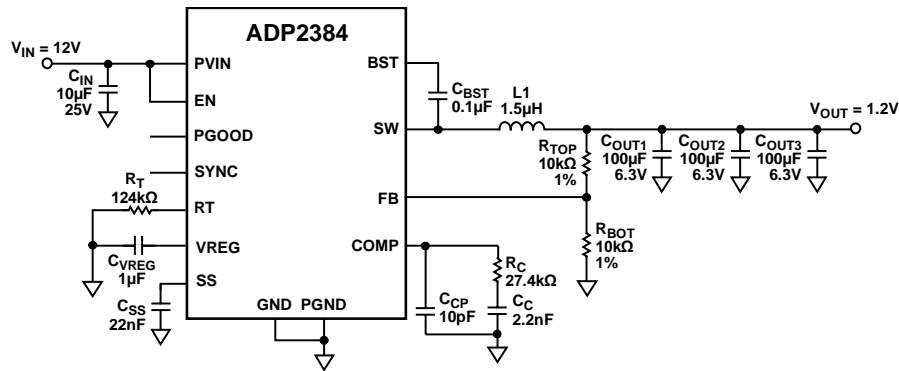 ADP2384
V_IN = 12V
C_IN
10µF
25V
PVIN
EN
PGOOD
SYNC
R_T
124kΩ
RT
C_VREG
1µF
VREG
C_SS
22nF
SS
GND PGND
BST
C_BST
0.1µF
L1
1.5µH
SW
V_OUT = 1.2V
R_TOP
10kΩ
1%
C_OUT1
100µF
6.3V
C_OUT2
100µF
6.3V
C_OUT3
100µF
6.3V
FB
R_BOT
10kΩ
1%
COMP
R_C
27.4kΩ
C_CP
10pF
C_C
2.2nF